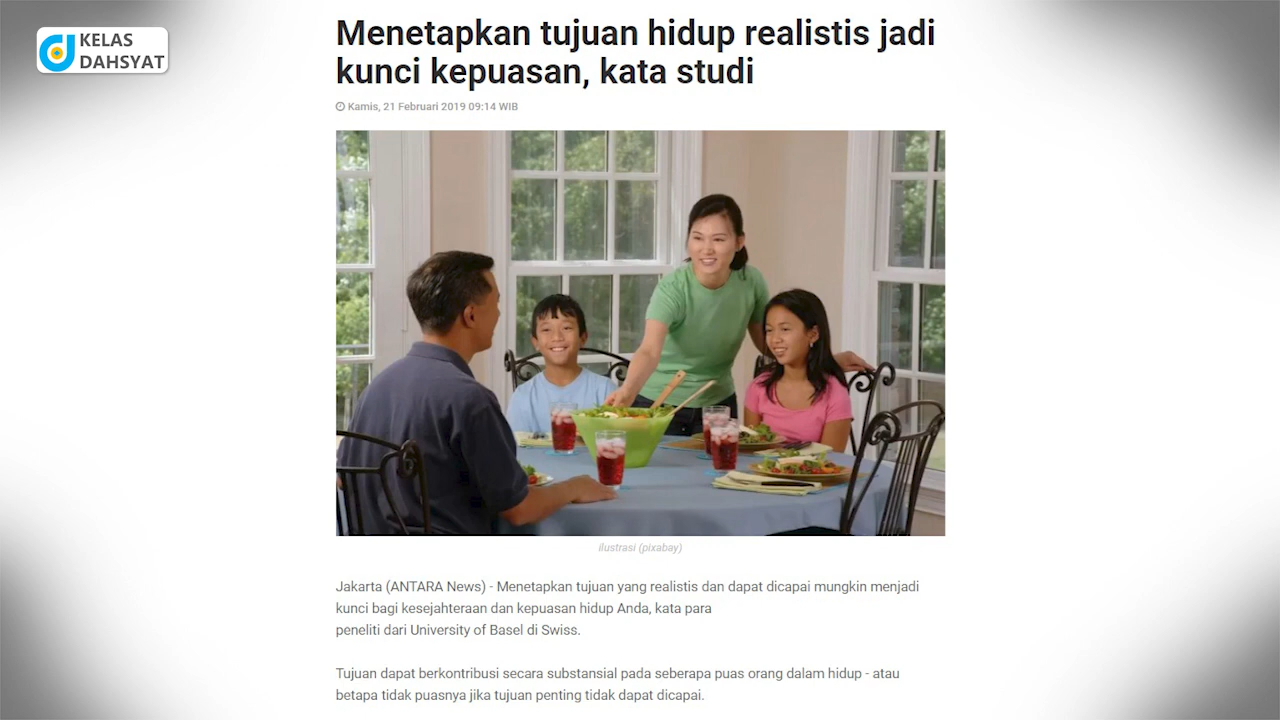 KELAS
DAHSYAT
Menetapkan tujuan hidup realistis jadi
kunci kepuasan, kata studi
Kamis, 21 Februari 2019 09:14 WIB
ilustrasi (pixabay)
Jakarta (ANTARA News) - Menetapkan tujuan yang realistis dan dapat dicapai mungkin menjadi
kunci bagi kesejahteraan dan kepuasan hidup Anda, kata para
peneliti dari University of Basel di Swiss.
Tujuan dapat berkontribusi secara substansial pada seberapa puas orang dalam hidup - atau
betapa tidak puasnya jika tujuan penting tidak dapat dicapai.